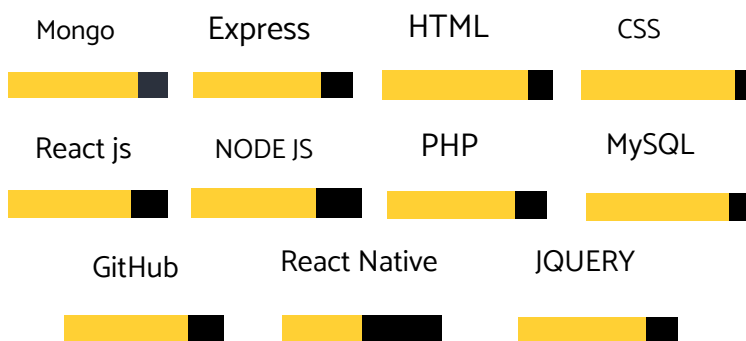 Mongo
Express
HTML
CSS
React js
NODE JS
PHP
MySQL
GitHub
React Native
JQUERY